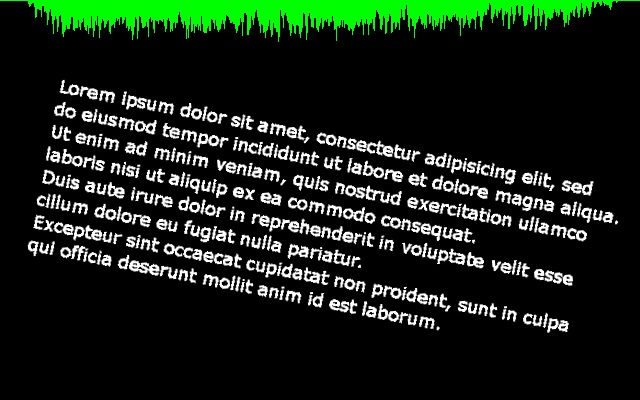 Lorem ipsum dolor sit amet, consectetur adipisicing elit, sed
do eiusmod tempor incididunt ut labore et dolore magna aliqua.
Ut enim ad minim veniam, quis nostrud exercitation ullamco
laboris nisi ut aliquip ex ea commodo consequat.
Duis aute irure dolor in reprehenderit in voluptate velit esse
cillum dolore eu fugiat nulla pariatur.
Excepteur sint occaecat cupidatat non proident, sunt in culpa
qui officia deserunt mollit anim id est laborum.